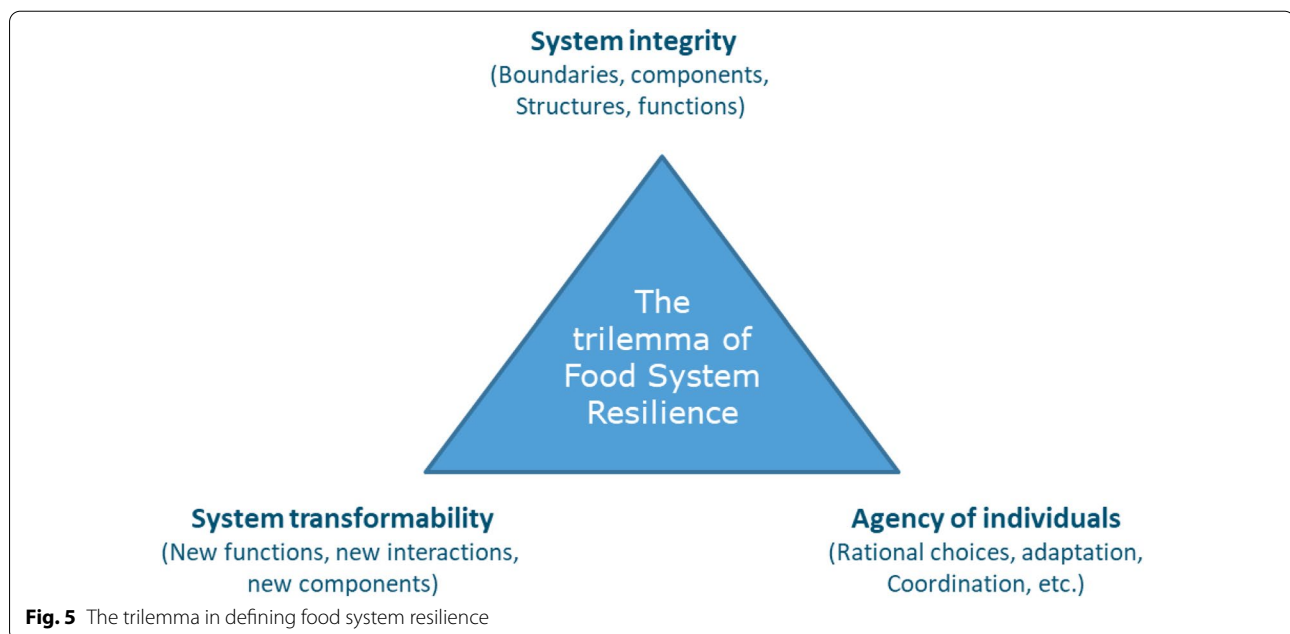 System integrity
(Boundaries, components,
Structures, functions)
The
trilemma of
Food System
Resilience
System transformability
(New functions, new interactions,
new components)
Agency of individuals
(Rational choices, adaptation,
Coordination, etc.)
Fig. 5 The trilemma in defining food system resilience